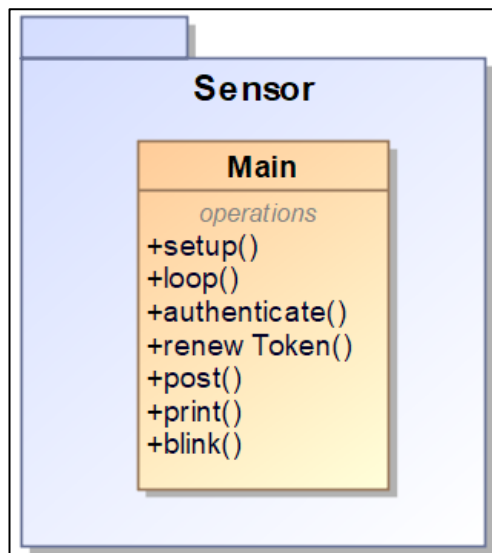 Sensor
Main
operations
+setup()
+loop()
+authenticate()
+renew Token()
+post()
+print()
+blink()